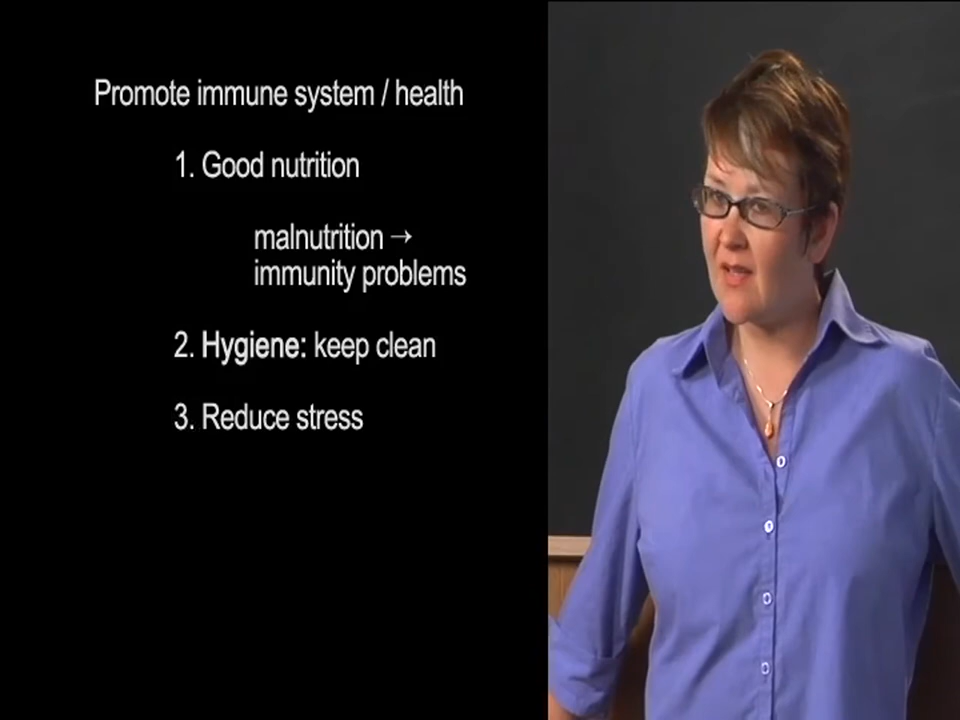 Promote immune system / health
1. Good nutrition
malnutrition →
immunity problems
2. Hygiene: keep clean
3. Reduce stress